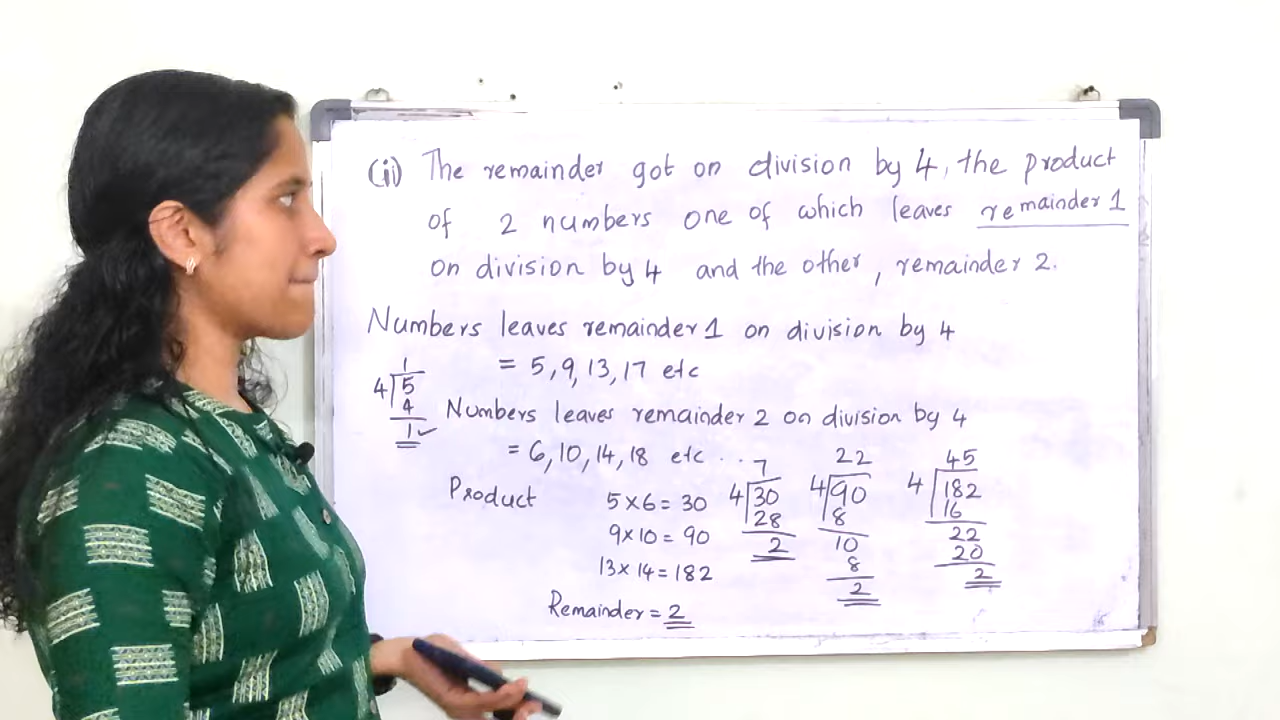 (ii) The remainder got on division by 4, the product
of 2 numbers one of which leaves remainder 1
on division by 4 and the other, remainder 2.
Numbers leaves remainder 1 on division by 4
= 5, 9, 13, 17 etc
1
4 5
4
1 ✓
Numbers leaves remainder 2 on division by 4
= 6, 10, 14, 18 etc ...
Product
5 x 6 = 30
9 x 10 = 90
13 x 14 = 182
Remainder = 2
7
4 30
28
2
22
4 90
8
10
8
2
45
4 182
16
22
20
2